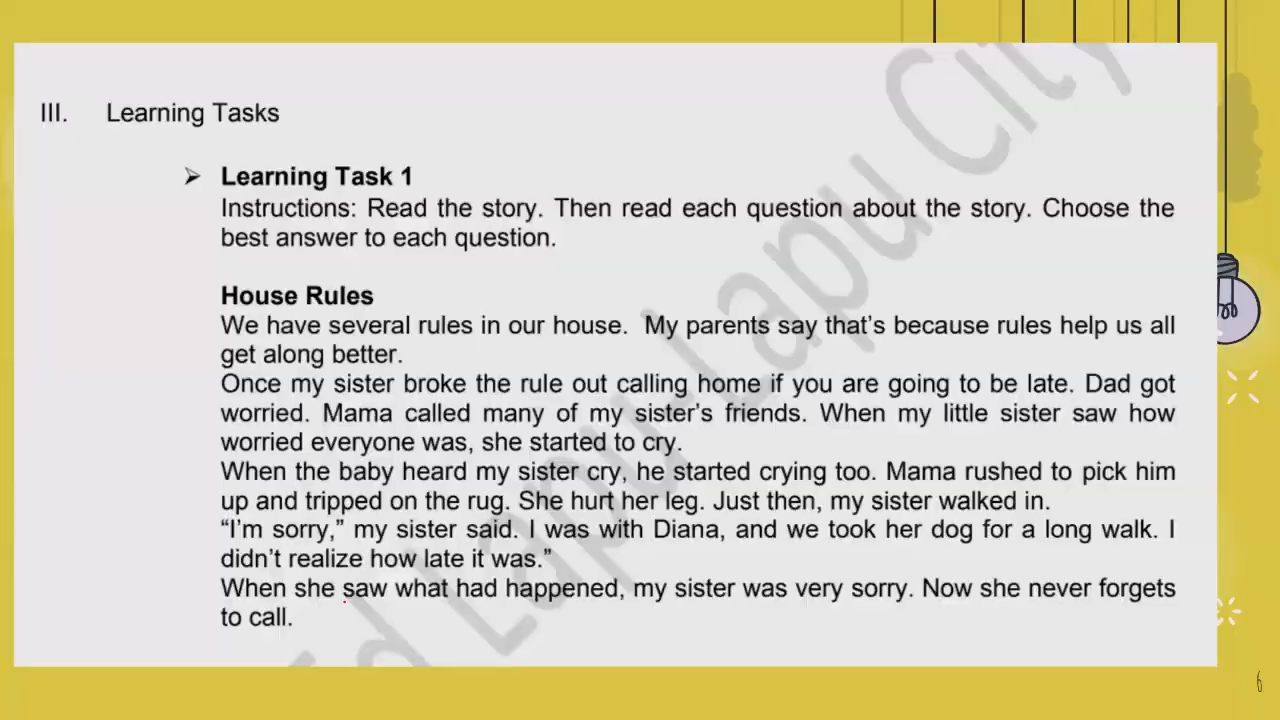 III. Learning Tasks
➢ Learning Task 1
Instructions: Read the story. Then read each question about the story. Choose the
best answer to each question.
House Rules
We have several rules in our house. My parents say that's because rules help us all
get along better.
Once my sister broke the rule out calling home if you are going to be late. Dad got
worried. Mama called many of my sister's friends. When my little sister saw how
worried everyone was, she started to cry.
When the baby heard my sister cry, he started crying too. Mama rushed to pick him
up and tripped on the rug. She hurt her leg. Just then, my sister walked in.
“I'm sorry,” my sister said. I was with Diana, and we took her dog for a long walk. I
didn't realize how late it was.”
When she saw what had happened, my sister was very sorry. Now she never forgets
to call.
Lapu-Lapu City
6